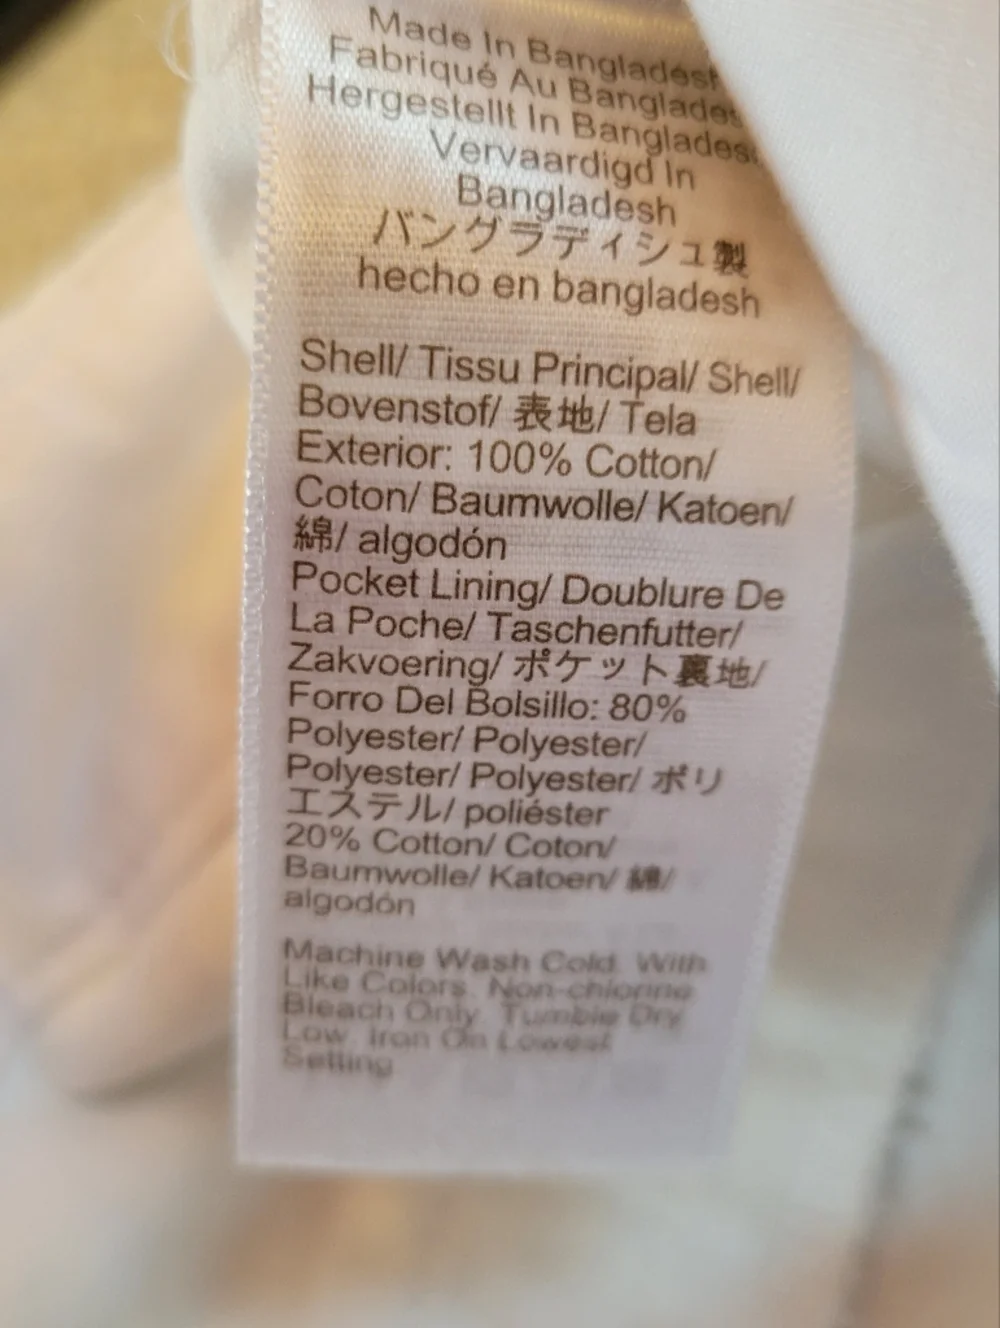 Made In Bangladesh
Fabriqué Au Banglades
Hergestellt In Banglades
Vervaardigd In
Bangladesh
バングラディシュ製
hecho en bangladesh
Shell/ Tissu Principal/ Shell/
Bovenstof/ 表地/ Tela
Exterior: 100% Cotton/
Coton/ Baumwolle/ Katoen/
綿/ algodón
Pocket Lining/ Doublure De
La Poche/ Taschenfutter/
Zakvoering/ ポケット裏地/
Forro Del Bolsillo: 80%
Polyester/ Polyester/
Polyester/ Polyester/ ポリ
エステル/ poliéster
20% Cotton/ Coton/
Baumwolle/ Katoen/ 綿/
algodón
Machine Wash Cold. With
Like Colors. Non-chlorine
Bleach Only. Tumble Dry
Low. Iron On Lowest
Setting